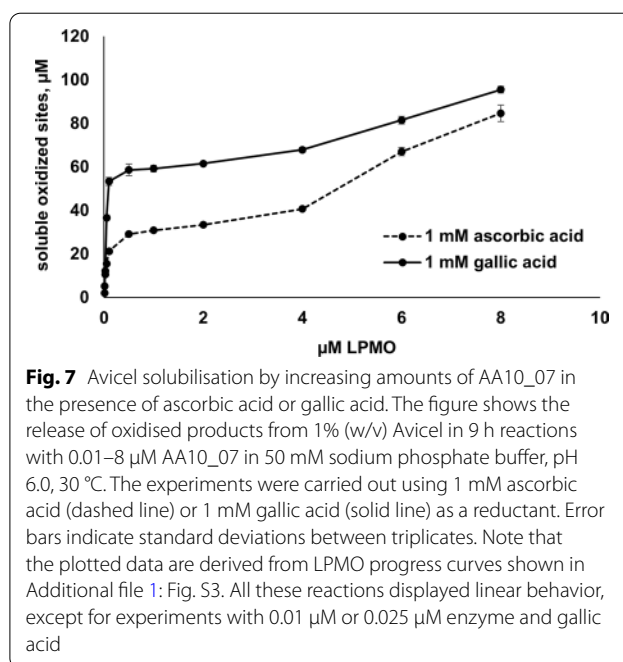 120
100
80
60
40
20
0
soluble oxidized sites, µM
1 mM ascorbic acid
1 mM gallic acid
0 2 4 6 8 10
µM LPMO
Fig. 7 Avicel solubilisation by increasing amounts of AA10_07 in
the presence of ascorbic acid or gallic acid. The figure shows the
release of oxidised products from 1% (w/v) Avicel in 9 h reactions
with 0.01–8 µM AA10_07 in 50 mM sodium phosphate buffer, pH
6.0, 30 °C. The experiments were carried out using 1 mM ascorbic
acid (dashed line) or 1 mM gallic acid (solid line) as a reductant. Error
bars indicate standard deviations between triplicates. Note that
the plotted data are derived from LPMO progress curves shown in
Additional file 1: Fig. S3. All these reactions displayed linear behavior,
except for experiments with 0.01 µM or 0.025 µM enzyme and gallic
acid